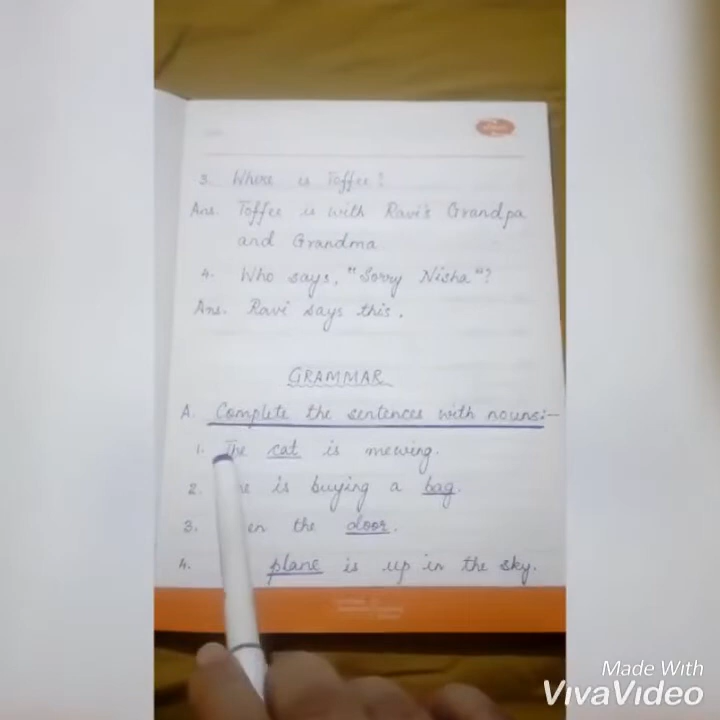 3. Where is Toffee?
Ans. Toffee is with Ravi's Grandpa
and Grandma
4. Who says, "Sorry Nisha"?
Ans. Ravi says this.
GRAMMAR
A. Complete the sentences with nouns:-
1. The cat is mewing.
2. is buying a bag.
3. the door.
4. plane is up in the sky.
Made With
VivaVideo